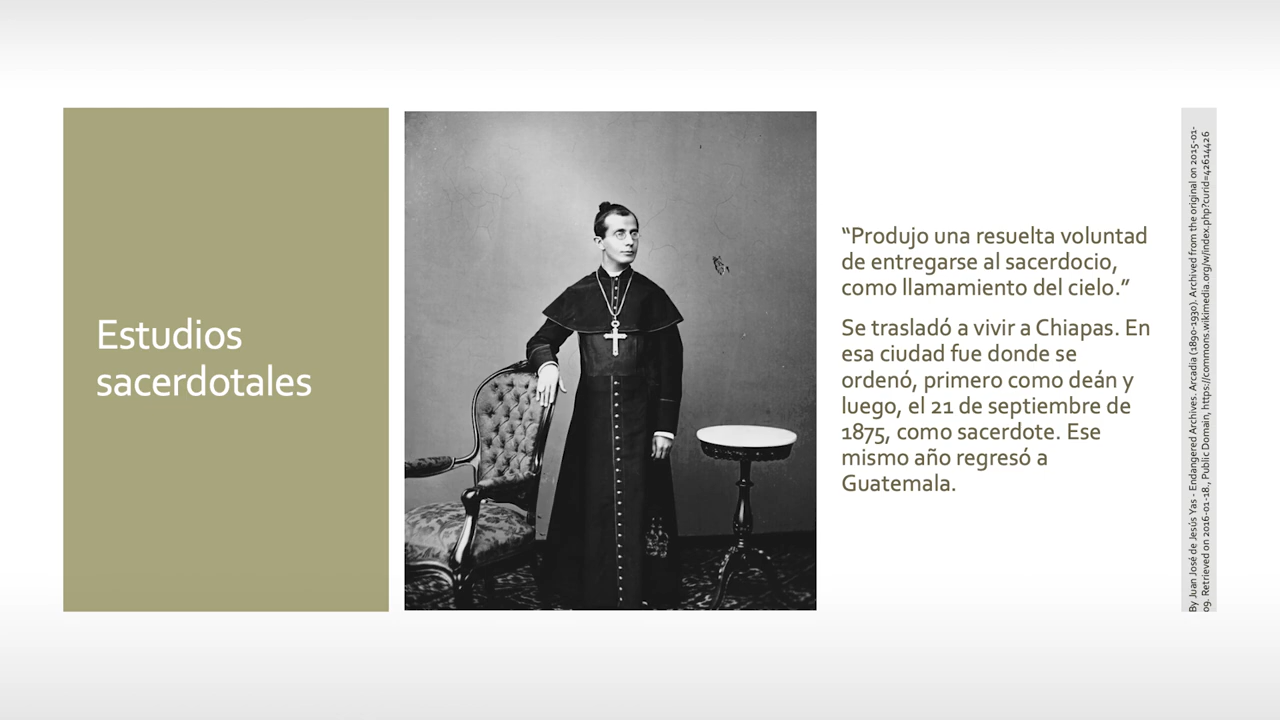 Estudios
sacerdotales
“Produjo una resuelta voluntad
de entregarse al sacerdocio,
como llamamiento del cielo.”
Se trasladó a vivir a Chiapas. En
esa ciudad fue donde se
ordenó, primero como deán y
luego, el 21 de septiembre de
1875, como sacerdote. Ese
mismo año regresó a
Guatemala.
By Juan José de Jesús Yas - Endangered Archives. Arcadia (1890-1930). Archived from the original on 2015-01-
09. Retrieved on 2016-01-18., Public Domain, https://commons.wikimedia.org/w/index.php?curid=42614426